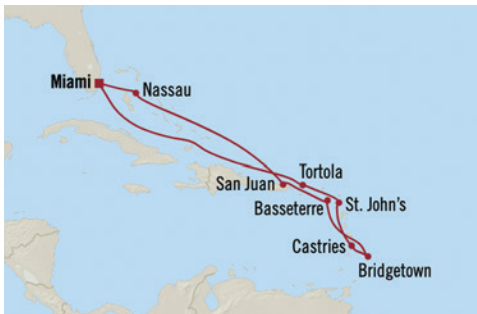 Miami
Nassau
Tortola
San Juan
Basseterre
St. John's
Castries
Bridgetown